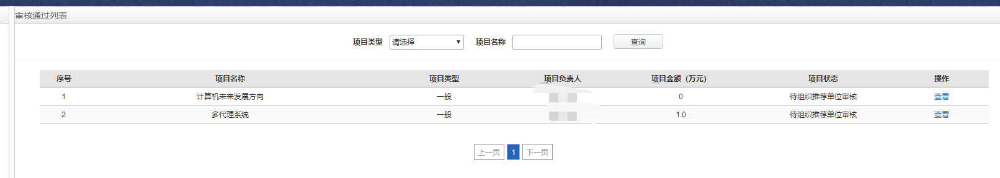 审核通过列表
项目类型 请选择 项目名称 查询
序号 项目名称 项目类型 项目负责人 项目金额（万元） 项目状态 操作
1 计算机未来发展方向 一般 0 待组织推荐单位审核 查看
2 多代理系统 一般 1.0 待组织推荐单位审核 查看
上一页 1 下一页